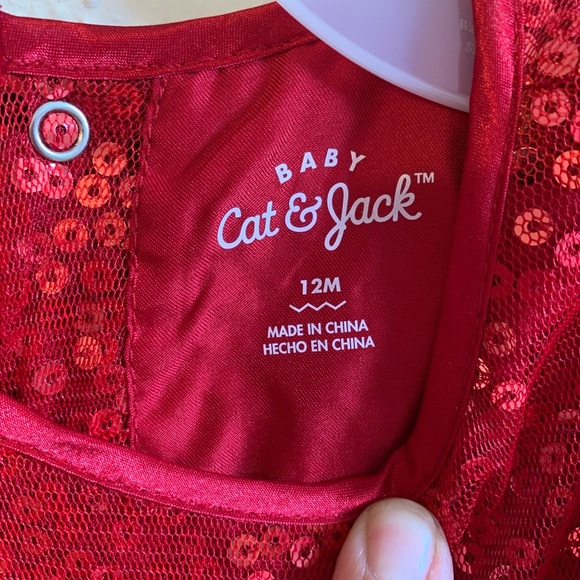 BABY
Cat & Jack™
12M
MADE IN CHINA
HECHO EN CHINA